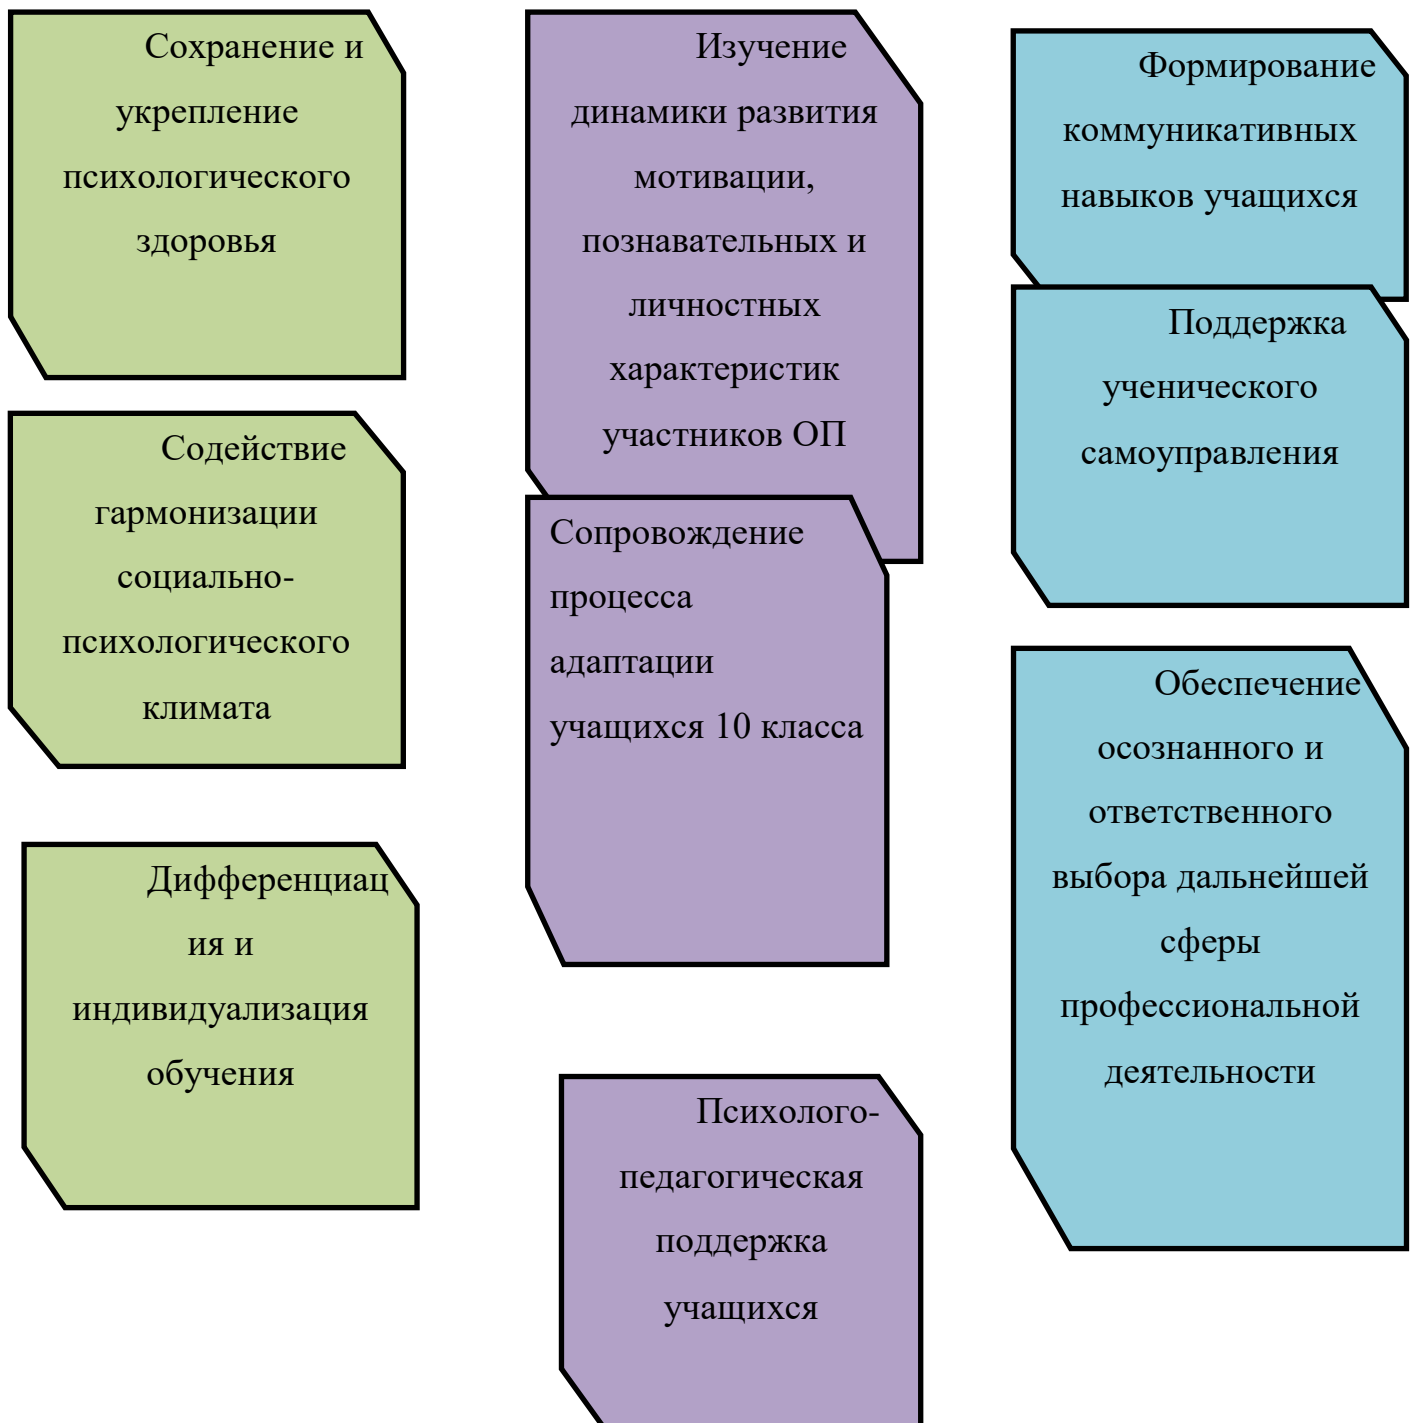 Сохранение и
укрепление
психологического
здоровья
Содействие
гармонизации
социально-
психологического
климата
Дифференциац
ия и
индивидуализация
обучения
Изучение
динамики развития
мотивации,
познавательных и
личностных
характеристик
участников ОП
Сопровождение
процесса
адаптации
учащихся 10 класса
Психолого-
педагогическая
поддержка
учащихся
Формирование
коммуникативных
навыков учащихся
Поддержка
ученического
самоуправления
Обеспечение
осознанного и
ответственного
выбора дальнейшей
сферы
профессиональной
деятельности